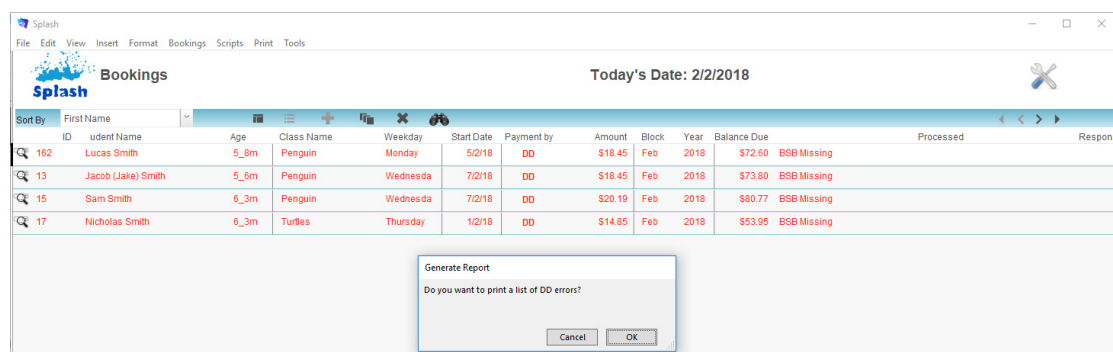 Splash
File Edit View Insert Format Bookings Scripts Print Tools
Splash Bookings Today's Date: 2/2/2018
Sort By First Name
ID udent Name Age Class Name Weekday Start Date Payment by Amount Block Year Balance Due Processed Respon
162 Lucas Smith 5_8m Penguin Monday 5/2/18 DD $18.45 Feb 2018 $72.60 BSB Missing
13 Jacob (Jake) Smith 5_6m Penguin Wednesda 7/2/18 DD $18.45 Feb 2018 $73.80 BSB Missing
15 Sam Smith 6_3m Penguin Wednesda 7/2/18 DD $20.19 Feb 2018 $80.77 BSB Missing
17 Nicholas Smith 6_3m Turtles Thursday 1/2/18 DD $14.85 Feb 2018 $53.95 BSB Missing
Generate Report
Do you want to print a list of DD errors?
Cancel OK